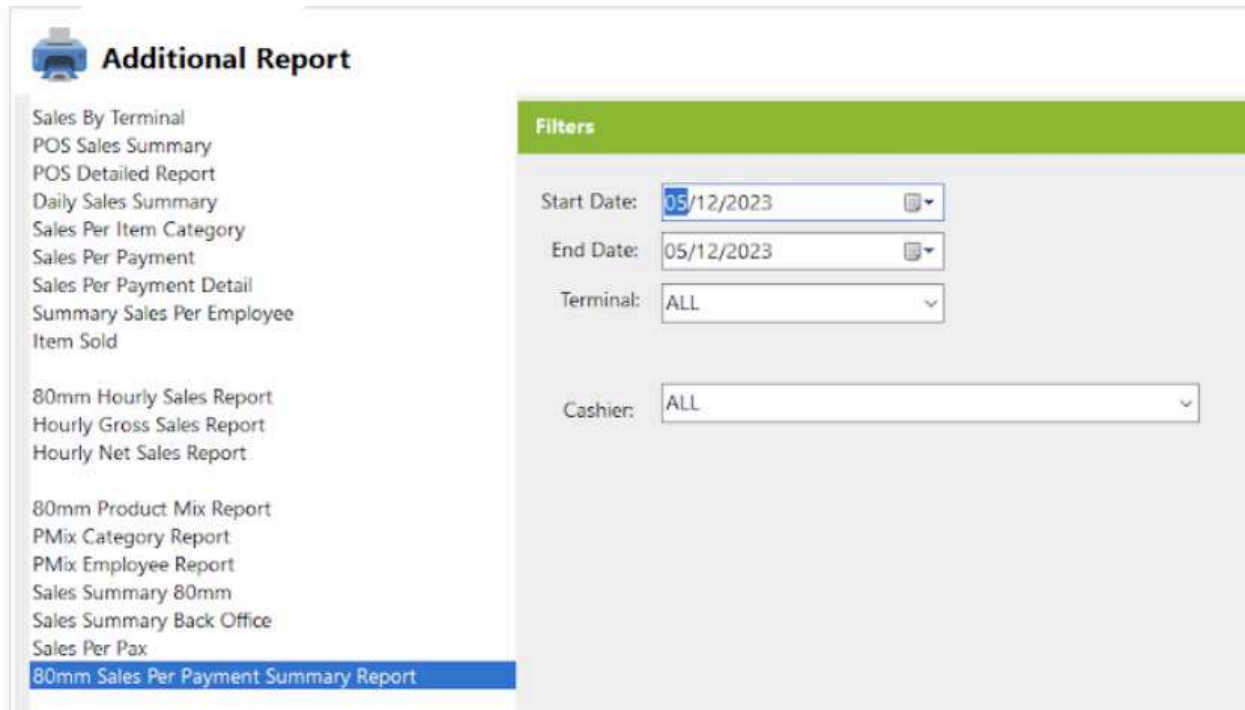 Additional Report
Sales By Terminal
POS Sales Summary
POS Detailed Report
Daily Sales Summary
Sales Per Item Category
Sales Per Payment
Sales Per Payment Detail
Summary Sales Per Employee
Item Sold
80mm Hourly Sales Report
Hourly Gross Sales Report
Hourly Net Sales Report
80mm Product Mix Report
PMix Category Report
PMix Employee Report
Sales Summary 80mm
Sales Summary Back Office
Sales Per Pax
80mm Sales Per Payment Summary Report
Filters
Start Date: 05/12/2023
End Date: 05/12/2023
Terminal: ALL
Cashier: ALL